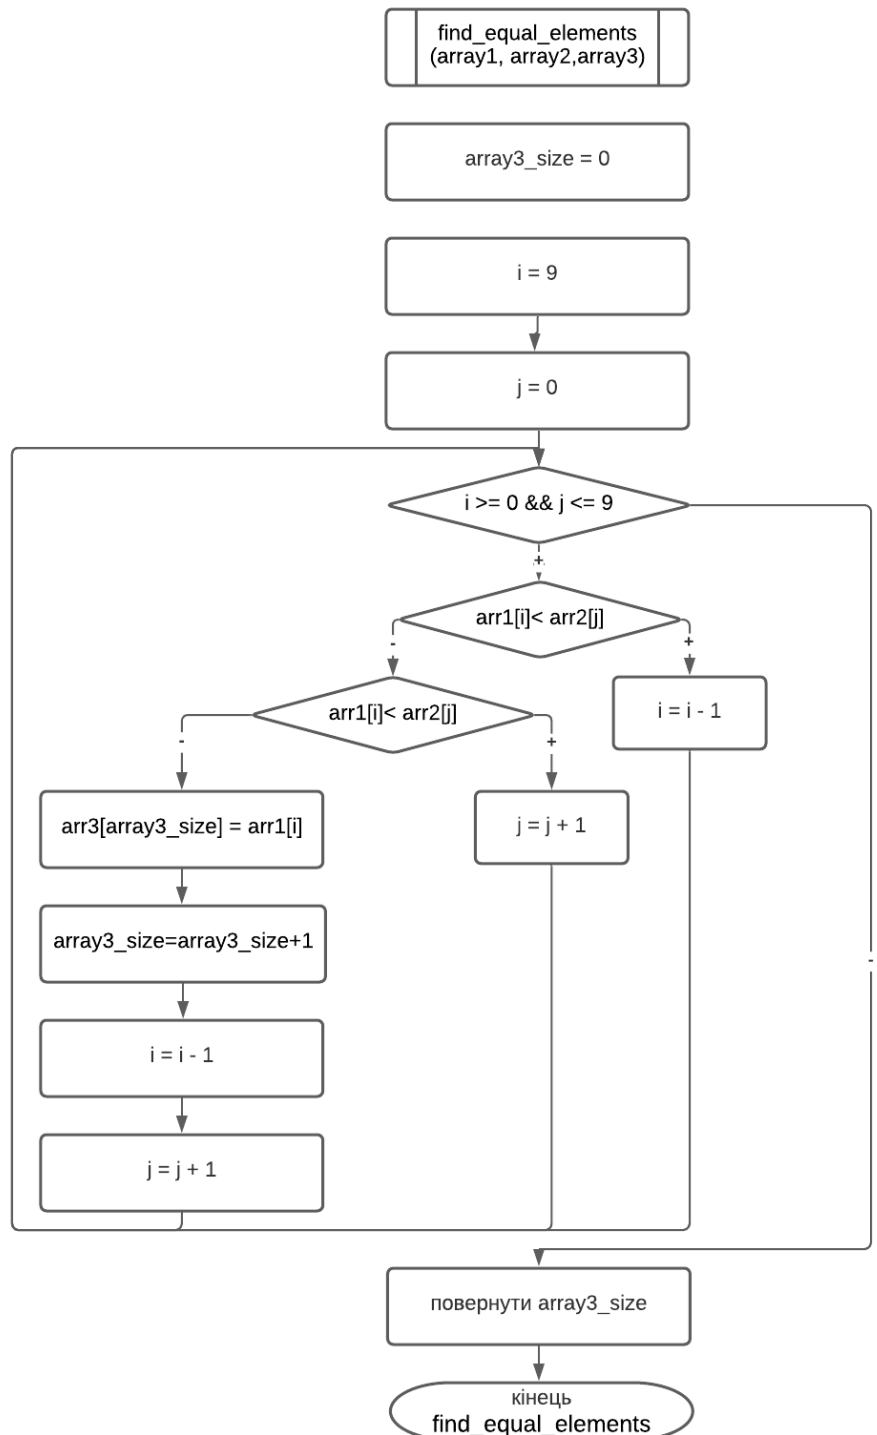 find_equal_elements
(array1, array2,array3)
array3_size = 0
i = 9
j = 0
i >= 0 && j <= 9
+
arr1[i]< arr2[j]
-
+
arr1[i]< arr2[j]
i = i - 1
-
+
arr3[array3_size] = arr1[i]
j = j + 1
array3_size=array3_size+1
-
i = i - 1
j = j + 1
повернути array3_size
кінець
find_equal_elements